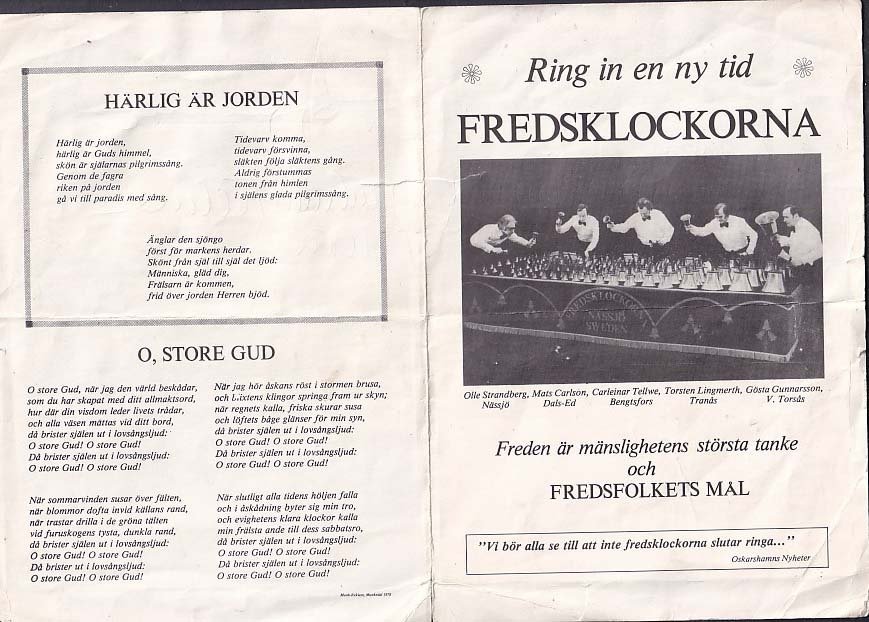 HÄRLIG ÄR JORDEN
Härlig är jorden,
härlig är Guds himmel,
skön är själarnas pilgrimssång.
Genom de fagra
riken på jorden
gå vi till paradis med sång.
Tidevarv komma,
tidevarv försvinna,
släkten följa släktens gång.
Aldrig förstummas
tonen från himlen
i själens glada pilgrimssång.
Änglar den sjöngo
först för markens herdar.
Skönt från själ till själ det ljöd:
Människa, gläd dig,
Frälsarn är kommen,
frid över jorden Herren bjöd.
O, STORE GUD
O store Gud, när jag den värld beskådar,
som du har skapat med ditt allmaktsord,
hur där din visdom leder livets trådar,
och alla väsen mättas vid ditt bord,
då brister själen ut i lovsångsljud:
O store Gud! O store Gud!
Då brister själen ut i lovsångsljud:
O store Gud! O store Gud!
När jag hör åskans röst i stormen brusa,
och blixtens klingor springa fram ur skyn;
när regnets kalla, friska skurar susa
och löftets båge glänser för min syn,
då brister själen ut i lovsångsljud:
O store Gud! O store Gud!
Då brister själen ut i lovsångsljud:
O store Gud! O store Gud!
När sommarvinden susar över fälten,
när blommor dofta invid källans rand,
när trastar drilla i de gröna tälten
vid furuskogens tysta, dunkla rand,
då brister själen ut i lovsångsljud:
O store Gud! O store Gud!
Då brister själen ut i lovsångsljud:
O store Gud! O store Gud!
När slutligt alla tidens höljen falla
och i åskådning byter sig min tro,
och evighetens klara klockor kalla
min frälsta ande till dess sabbatsro,
då brister själen ut i lovsångsljud:
O store Gud! O store Gud!
Då brister själen ut i lovsångsljud:
O store Gud! O store Gud!
Ring in en ny tid
FREDSKLOCKORNA
FREDSKLOCKORNA
NÄSSJÖ
SWEDEN
Olle Strandberg, Mats Carlson, Carleinar Tellwe, Torsten Lingmerth, Gösta Gunnarsson,
Nässjö Dals-Ed Bengtsfors Tranås V. Torsås
Freden är mänslighetens största tanke
och
FREDSFOLKETS MÅL
"Vi bör alla se till att inte fredsklockorna slutar ringa..."
Oskarshamns Nyheter